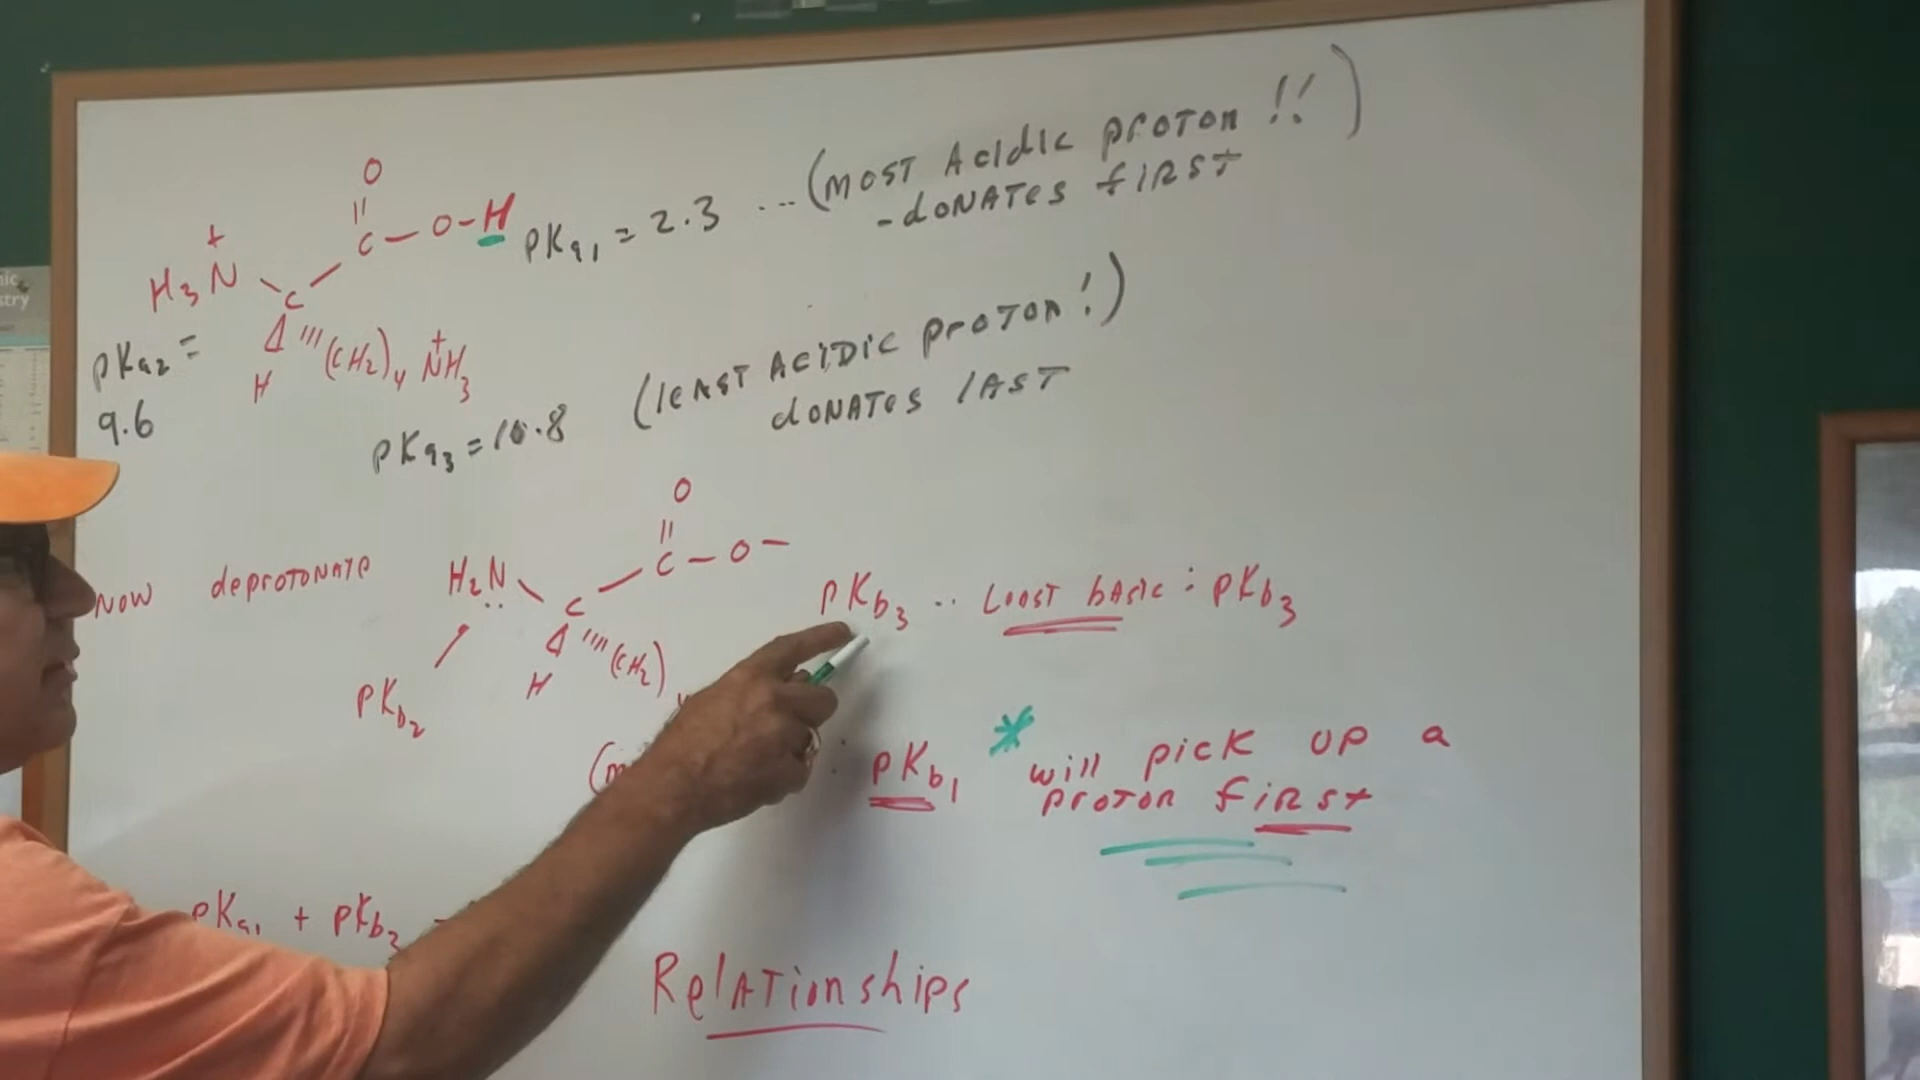 O
||
C - O - H
+
H3N
C
H
(CH2)4 +NH3
pKa1 = 2.3 ... (MOST Acidic proton !!)
- dONATES fIRST
pKa2 =
9.6
pKa3 = 10.8
(leAST ACIDIC proton !)
dONATES lAST
NOW deprotonate
O
||
C - O -
H2N
C
H
(CH2)
pKb2
pKb3 .. LeAst bAsic : pKb3
: pKb1 * will pick up a
proton fiRst
pKa1 + pKb3
RelATionships